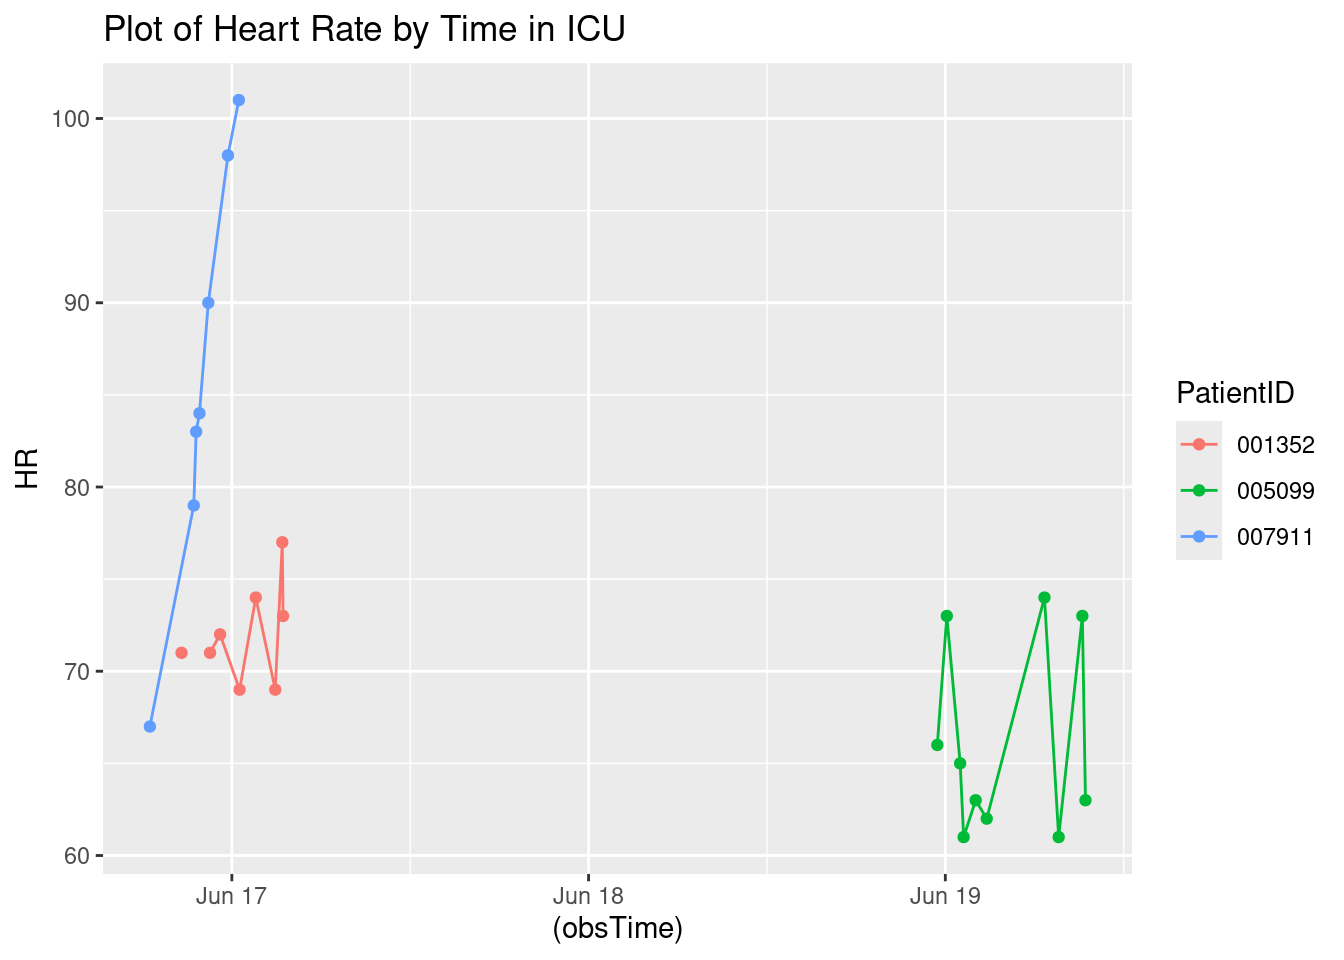 Plot of Heart Rate by Time in ICU
100
90
80
70
60
HR
Jun 17
Jun 18
Jun 19
(obsTime)
PatientID
001352
005099
007911